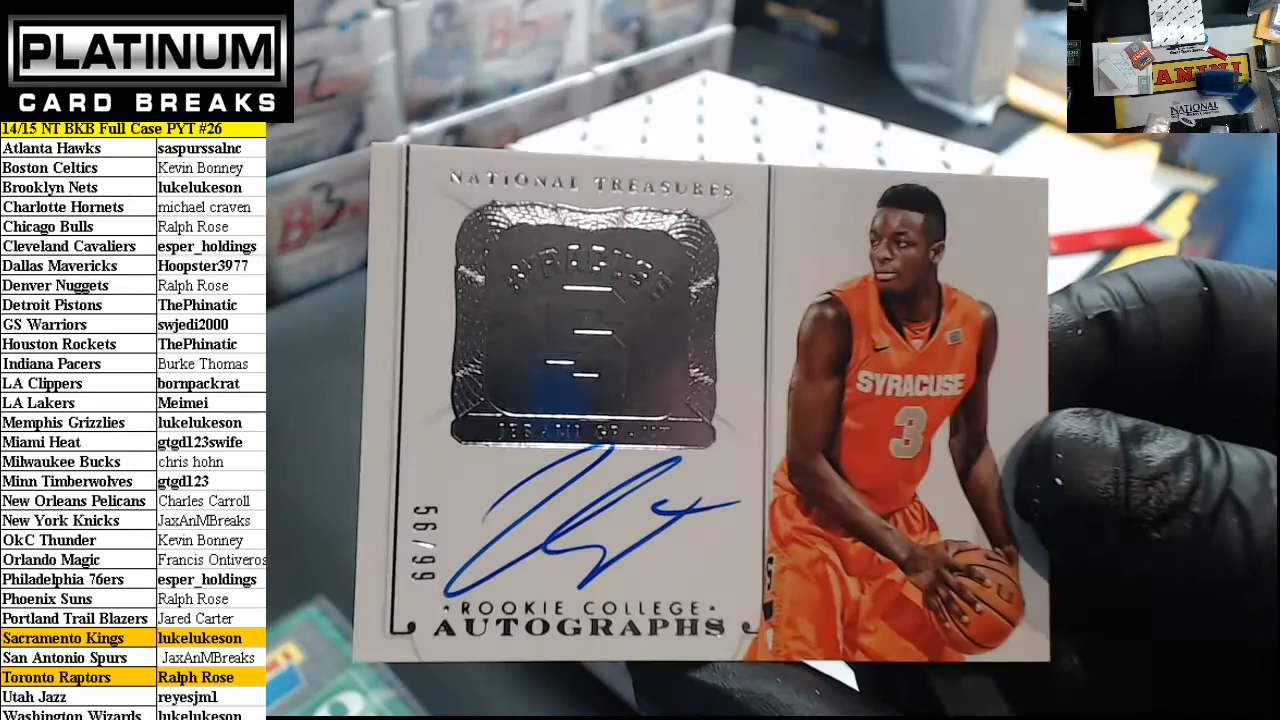 PLATINUM
CARD BREAKS
14/15 NT BKB Full Case PYT #26
Atlanta Hawks saspurssalnc
Boston Celtics Kevin Bonney
Brooklyn Nets lukelukeson
Charlotte Hornets michael craven
Chicago Bulls Ralph Rose
Cleveland Cavaliers esper_holdings
Dallas Mavericks Hoopster3977
Denver Nuggets Ralph Rose
Detroit Pistons ThePhinatic
GS Warriors swjedi2000
Houston Rockets ThePhinatic
Indiana Pacers Burke Thomas
LA Clippers bornpackrat
LA Lakers Meimei
Memphis Grizzlies lukelukeson
Miami Heat gtgd123swife
Milwaukee Bucks chris hohn
Minn Timberwolves gtgd123
New Orleans Pelicans Charles Carroll
New York Knicks JaxAnMBreaks
OkC Thunder Kevin Bonney
Orlando Magic Francis Ontiveros
Philadelphia 76ers esper_holdings
Phoenix Suns Ralph Rose
Portland Trail Blazers Jared Carter
Sacramento Kings lukelukeson
San Antonio Spurs JaxAnMBreaks
Toronto Raptors Ralph Rose
Utah Jazz reyesjm1
Washington Wizards lukelukeson
NATIONAL TREASURES
JERAMI GRANT
56/99
ROOKIE COLLEGE
AUTOGRAPHS
SYRACUSE
3
PANINI
NATIONAL